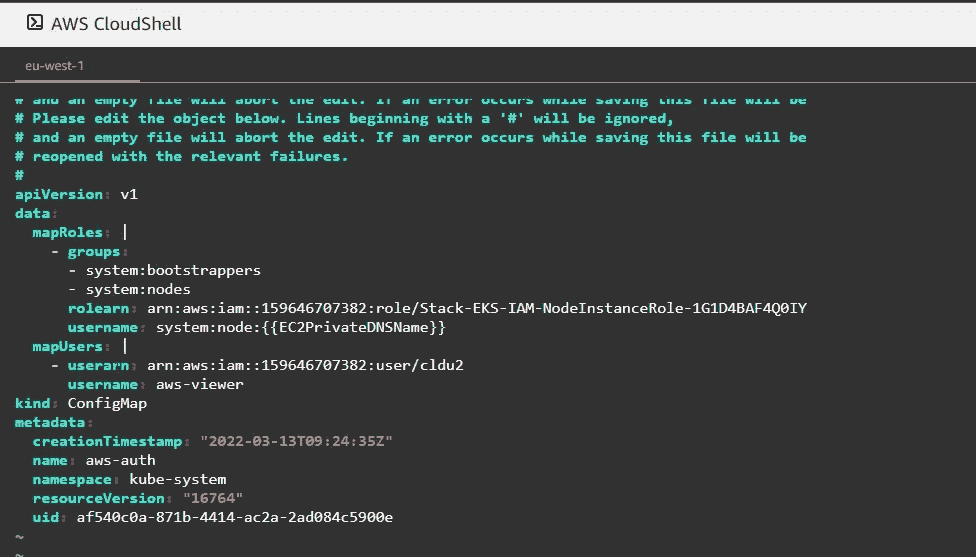 AWS CloudShell
eu-west-1
# and an empty file will abort the edit. If an error occurs while saving this file will be
# Please edit the object below. Lines beginning with a '#' will be ignored,
# and an empty file will abort the edit. If an error occurs while saving this file will be
# reopened with the relevant failures.
#
apiVersion: v1
data:
  mapRoles: |
    - groups:
      - system:bootstrappers
      - system:nodes
      rolearn: arn:aws:iam::159646707382:role/Stack-EKS-IAM-NodeInstanceRole-1G1D4BAF4Q0IY
      username: system:node:{{EC2PrivateDNSName}}
  mapUsers: |
    - userarn: arn:aws:iam::159646707382:user/cldu2
      username: aws-viewer
kind: ConfigMap
metadata:
  creationTimestamp: "2022-03-13T09:24:35Z"
  name: aws-auth
  namespace: kube-system
  resourceVersion: "16764"
  uid: af540c0a-871b-4414-ac2a-2ad084c5900e
~
~